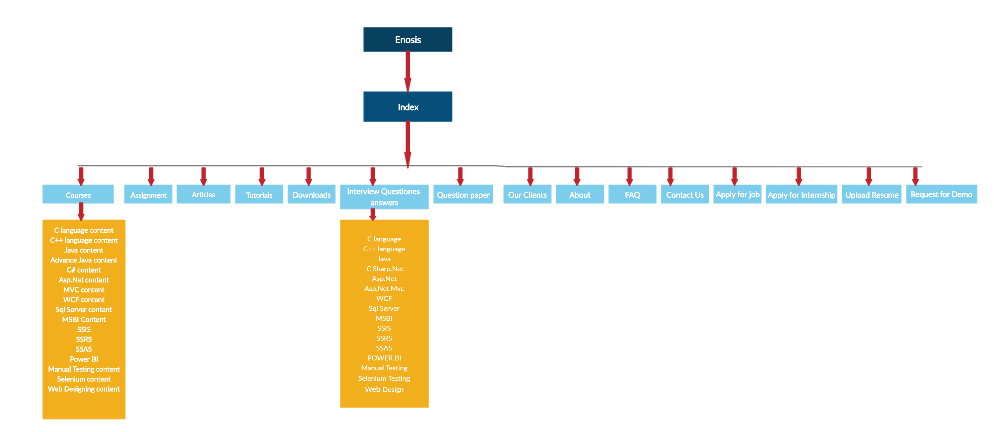 Enosis
Index
Courses
Assignment
Articles
Tutorials
Downloads
Interview Questiones
answers
Question paper
Our Clients
About
FAQ
Contact Us
Apply for job
Apply for Internship
Upload Resume
Request for Demo
C language content
C++ language content
Java content
Advance Java content
C# content
Asp.Net content
MVC content
WCF content
Sql Server content
MSBI Content
SSIS
SSRS
SSAS
Power BI
Manual Testing content
Selenium content
Web Designing content
C language
C++ language
Java
C Sharp.Net
Asp.Net
Asp.Net Mvc
WCF
Sql Server
MSBI
SSIS
SSRS
SSAS
POWER BI
Manual Testing
Selenium Testing
Web Design